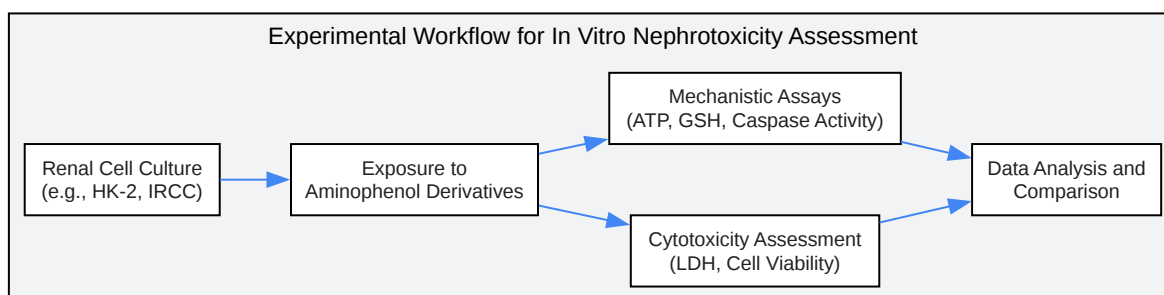 Experimental Workflow for In Vitro Nephrotoxicity Assessment
Renal Cell Culture
(e.g., HK-2, IRCC)
Exposure to
Aminophenol Derivatives
Mechanistic Assays
(ATP, GSH, Caspase Activity)
Cytotoxicity Assessment
(LDH, Cell Viability)
Data Analysis and
Comparison